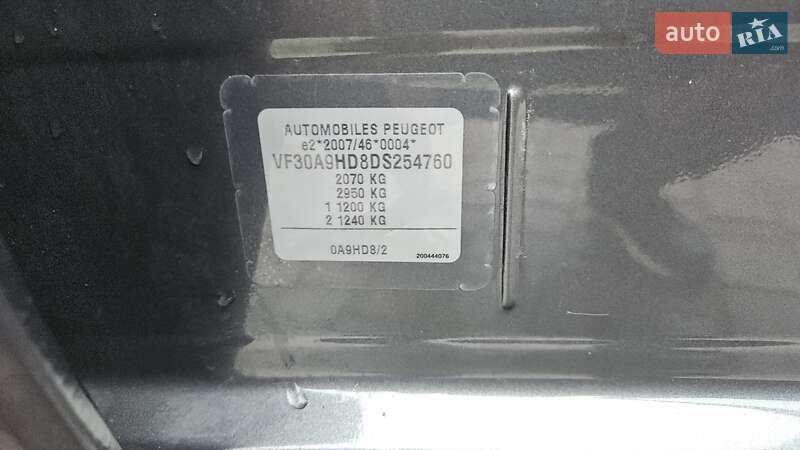 auto RIA.com
AUTOMOBILES PEUGEOT
e2*2007/46*0004*
VF30A9HD8DS254760
2070 KG
2950 KG
1 1200 KG
2 1240 KG
0A9HD8/2
200444076